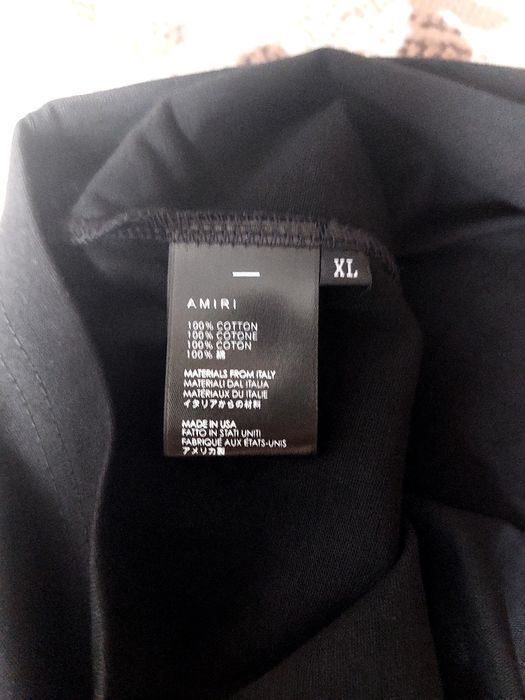 XL
AMIRI
100% COTTON
100% COTONE
100% COTON
100% 綿
MATERIALS FROM ITALY
MATERIALI DAL ITALIA
MATÉRIAUX DU ITALIE
イタリアからの材料
MADE IN USA
FATTO IN STATI UNITI
FABRIQUÉ AUX ÉTATS-UNIS
アメリカ製